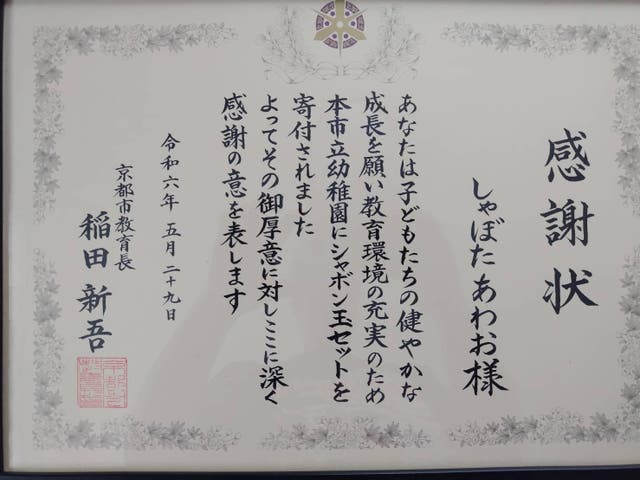 感謝状
しゃぼた あわお様
あなたは子どもたちの健やかな
成長を願い教育環境の充実のため
本市立幼稚園にシャボン玉セットを
寄付されました
よってその御厚意に対しここに深く
感謝の意を表します
令和六年 五月 二十九日
京都市教育長
稲田 新吾